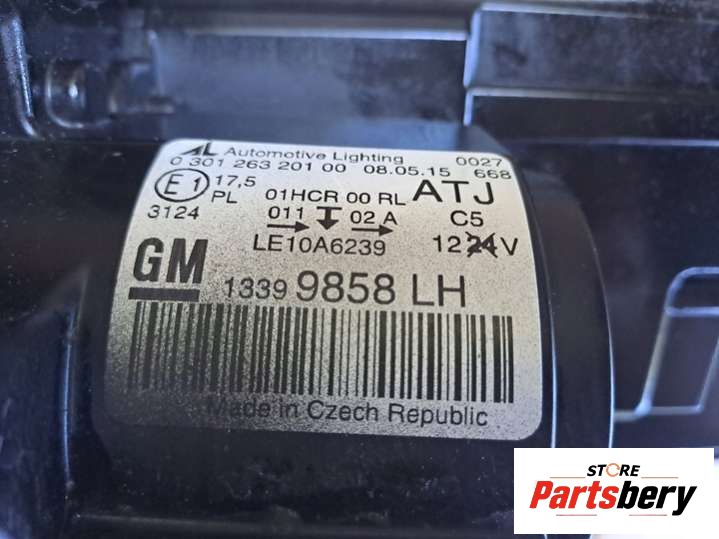 AL Automotive Lighting 0027
0 301 263 201 00 08.05.15 668
E1 17,5 01HCR 00 RL ATJ
PL 011 02 A C5
3124 LE10A6239 12 24 V
GM 1339 9858 LH
Made in Czech Republic
STORE
Partsbery